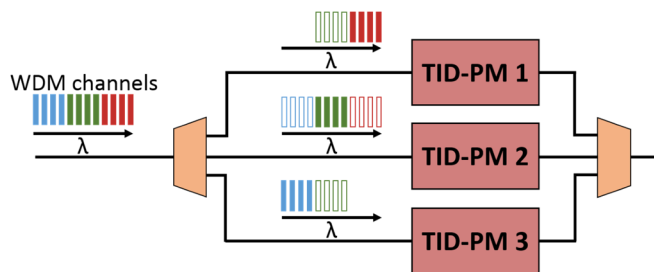 WDM channels
λ
λ
TID-PM 1
λ
TID-PM 2
λ
TID-PM 3